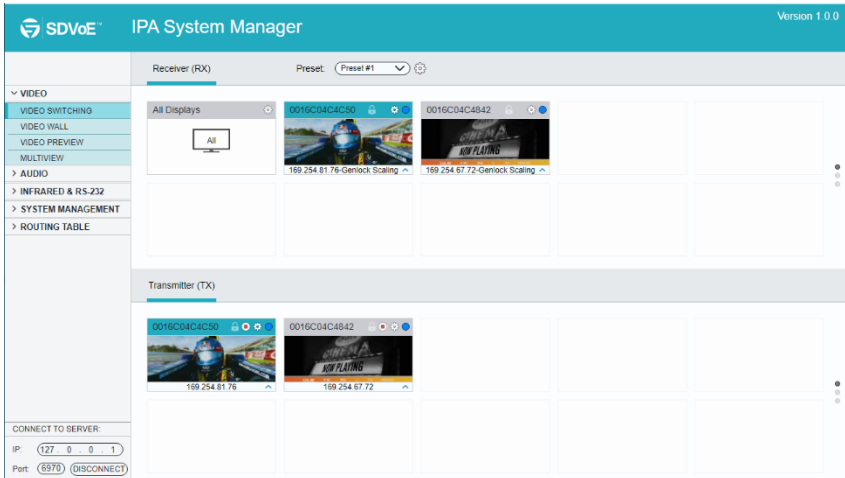 SDVoE™
IPA System Manager
Version 1.0.0
Receiver (RX)
Preset: Preset #1
VIDEO
VIDEO SWITCHING
VIDEO WALL
VIDEO PREVIEW
MULTIVIEW
AUDIO
INFRARED & RS-232
SYSTEM MANAGEMENT
ROUTING TABLE
All Displays
All
0016C04C4C50
169.254.81.76-Genlock Scaling
0016C04C4842
CINEMA
NOW PLAYING
169.254.67.72-Genlock Scaling
Transmitter (TX)
0016C04C4C50
169.254.81.76
0016C04C4842
CINEMA
NOW PLAYING
169.254.67.72
CONNECT TO SERVER:
IP: 127 . 0 . 0 . 1
Port: 6970 DISCONNECT